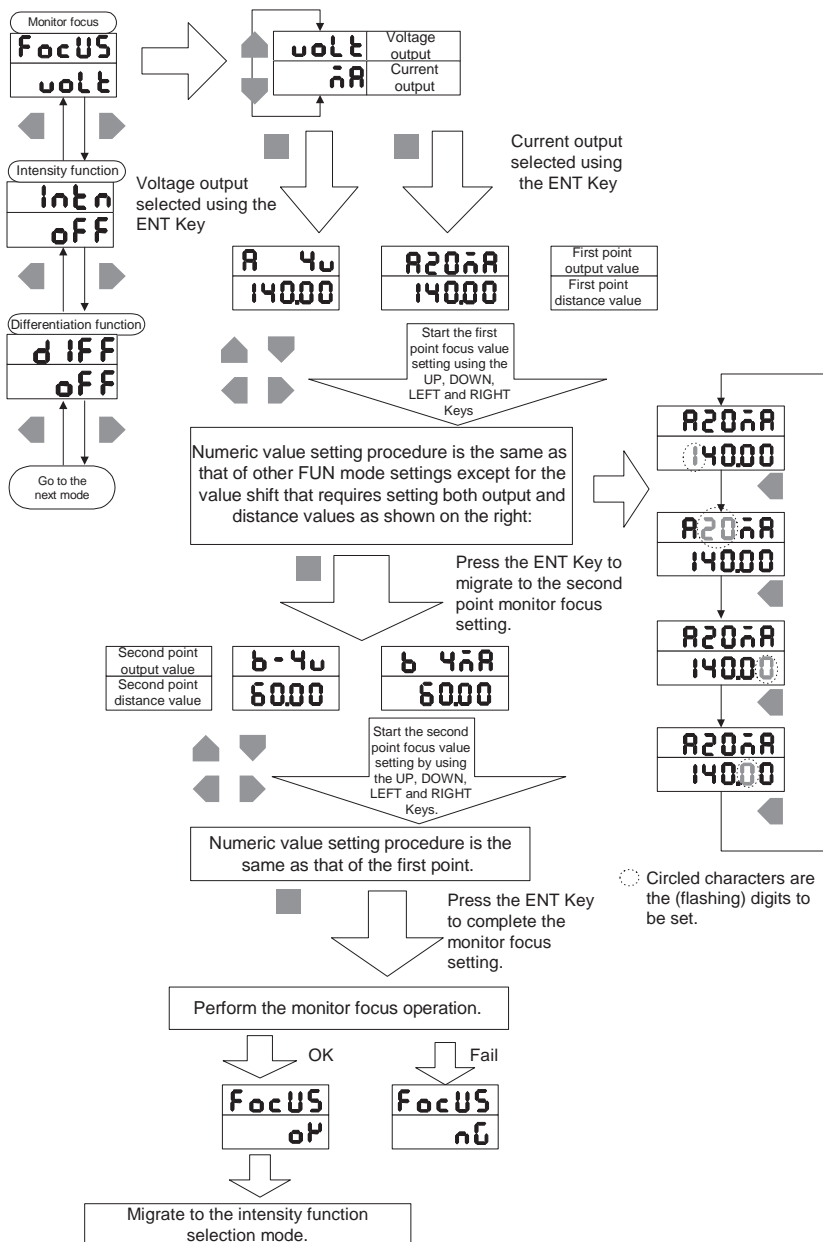 Monitor focus
FocUS
volt
volt
Voltage
output
mA
Current
output
Current output
selected using
the ENT Key
Intensity function
Intn
oFF
Voltage output
selected using the
ENT Key
A 4v
140.00
A20mA
140.00
First point
output value
First point
distance value
Differentiation function
dIFF
oFF
Go to the
next mode
Start the first
point focus value
setting using the
UP, DOWN,
LEFT and RIGHT
Keys
Numeric value setting procedure is the same as
that of other FUN mode settings except for the
value shift that requires setting both output and
distance values as shown on the right:
A20mA
140.00
A20mA
140.00
A20mA
140.00
A20mA
140.00
Circled characters are
the (flashing) digits to
be set.
Press the ENT Key to
migrate to the second
point monitor focus
setting.
Second point
output value
Second point
distance value
b-4v
60.00
b 4mA
60.00
Start the second
point focus value
setting by using
the UP, DOWN,
LEFT and RIGHT
Keys.
Numeric value setting procedure is the
same as that of the first point.
Press the ENT Key
to complete the
monitor focus
setting.
Perform the monitor focus operation.
OK
Fail
FocUS
oK
FocUS
nG
Migrate to the intensity function
selection mode.